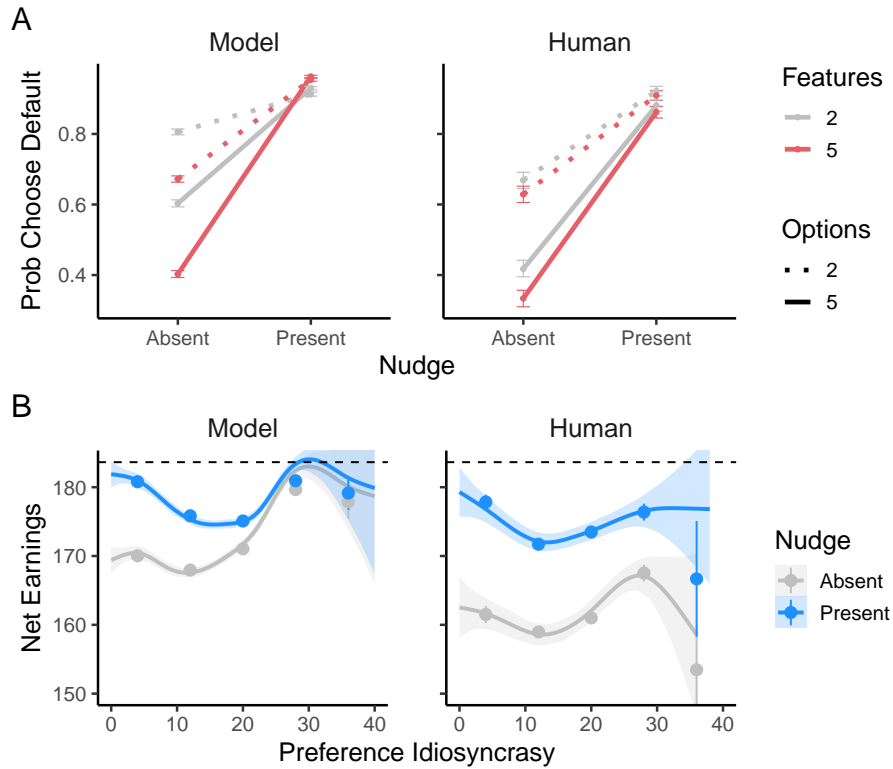 A
Model
Human
Prob Choose Default
0.8
0.6
0.4
Absent
Present
Absent
Present
Nudge
Features
2
5
Options
2
5
B
Model
Human
Net Earnings
180
170
160
150
0
10
20
30
40
0
10
20
30
40
Preference Idiosyncrasy
Nudge
Absent
Present